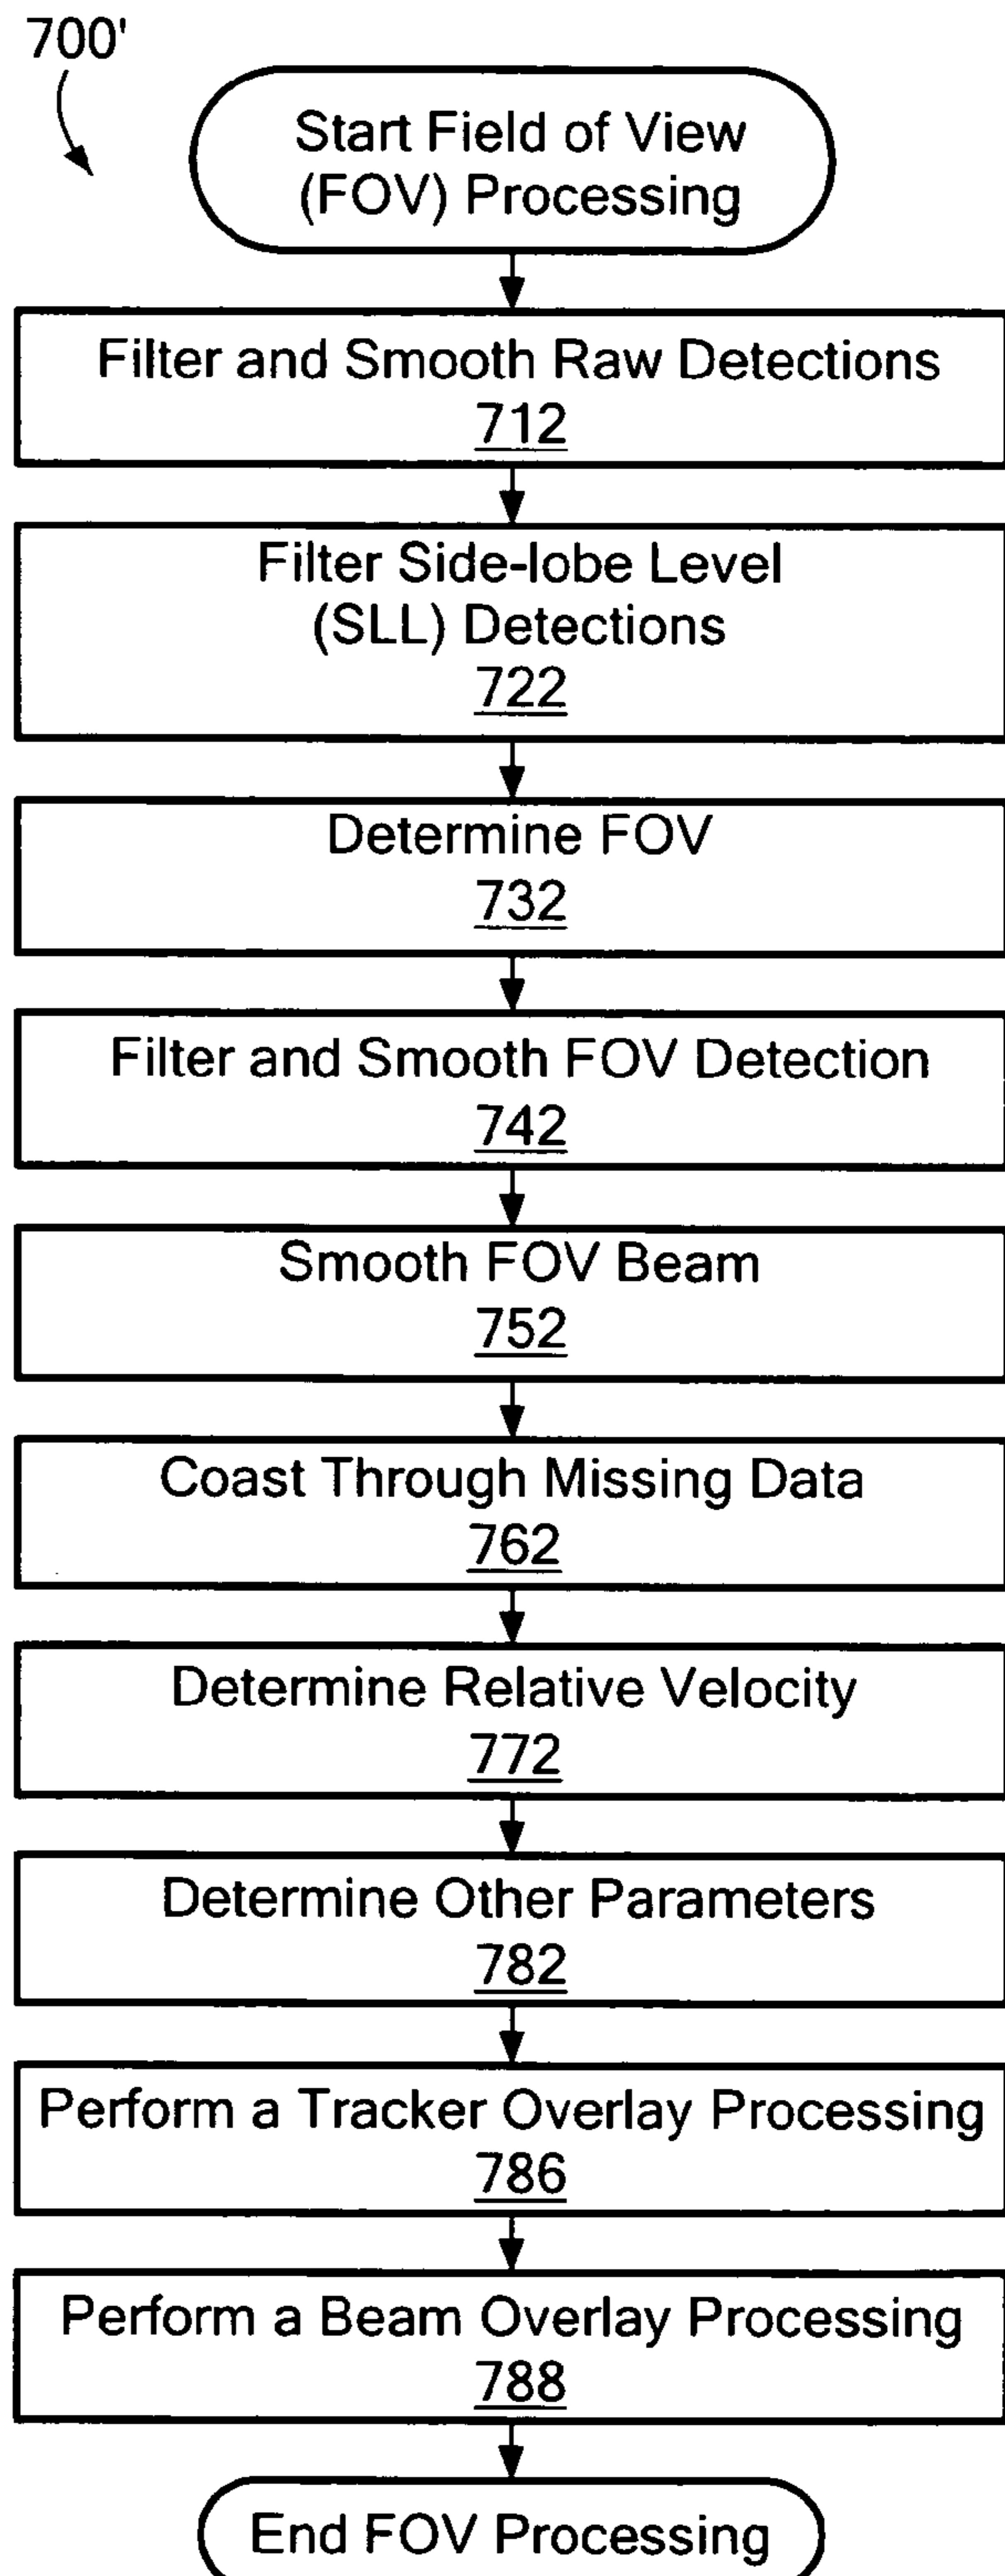 700'
Start Field of View
(FOV) Processing
Filter and Smooth Raw Detections
712
Filter Side-lobe Level
(SLL) Detections
722
Determine FOV
732
Filter and Smooth FOV Detection
742
Smooth FOV Beam
752
Coast Through Missing Data
762
Determine Relative Velocity
772
Determine Other Parameters
782
Perform a Tracker Overlay Processing
786
Perform a Beam Overlay Processing
788
End FOV Processing